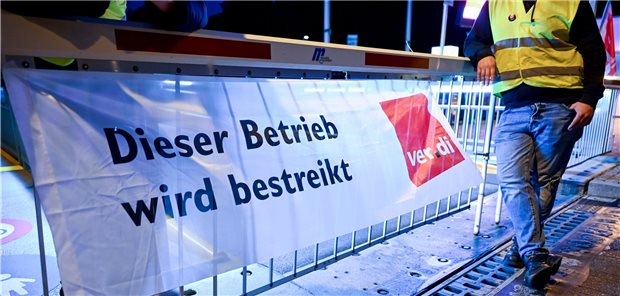 Dieser Betrieb
wird bestreikt
ver.di